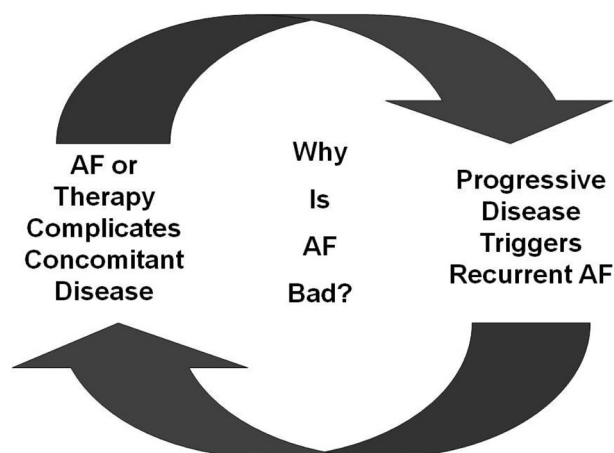 AF or
Therapy
Complicates
Concomitant
Disease
Why
Is
AF
Bad?
Progressive
Disease
Triggers
Recurrent AF